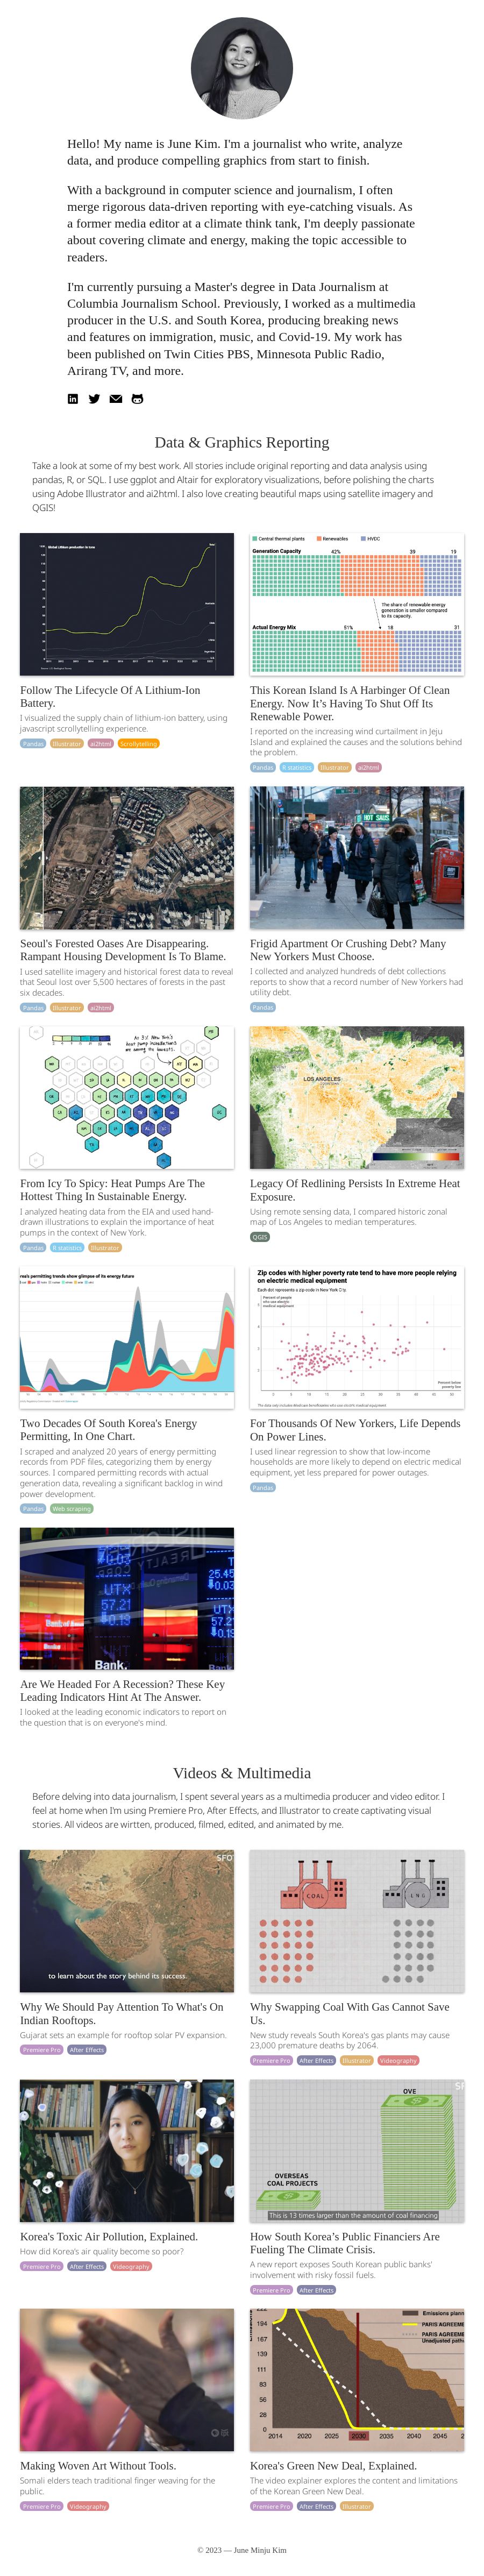 Hello! My name is June Kim. I'm a journalist who write, analyze
data, and produce compelling graphics from start to finish.
With a background in computer science and journalism, I often
merge rigorous data-driven reporting with eye-catching visuals. As
a former media editor at a climate think tank, I'm deeply passionate
about covering climate and energy, making the topic accessible to
readers.
I'm currently pursuing a Master's degree in Data Journalism at
Columbia Journalism School. Previously, I worked as a multimedia
producer in the U.S. and South Korea, producing breaking news
and features on immigration, music, and Covid-19. My work has
been published on Twin Cities PBS, Minnesota Public Radio,
Arirang TV, and more.
Data & Graphics Reporting
Take a look at some of my best work. All stories include original reporting and data analysis using
pandas, R, or SQL. I use ggplot and Altair for exploratory visualizations, before polishing the charts
using Adobe Illustrator and ai2html. I also love creating beautiful maps using satellite imagery and
QGIS!
Global Lithium production in tons
Central thermal plants Renewables HVDC
Generation Capacity 42% 39 19
The share of renewable energy
generation is smaller compared
to its capacity.
Actual Energy Mix 51% 18 31
Follow The Lifecycle Of A Lithium-Ion
Battery.
I visualized the supply chain of lithium-ion battery, using
javascript scrollytelling experience.
Pandas Illustrator ai2html Scrollytelling
This Korean Island Is A Harbinger Of Clean
Energy. Now It’s Having To Shut Off Its
Renewable Power.
I reported on the increasing wind curtailment in Jeju
Island and explained the causes and the solutions behind
the problem.
Pandas R statistics Illustrator ai2html
Seoul's Forested Oases Are Disappearing.
Rampant Housing Development Is To Blame.
I used satellite imagery and historical forest data to reveal
that Seoul lost over 5,500 hectares of forests in the past
six decades.
Pandas Illustrator ai2html
Frigid Apartment Or Crushing Debt? Many
New Yorkers Must Choose.
I collected and analyzed hundreds of debt collections
reports to show that a record number of New Yorkers had
utility debt.
Pandas
LOS ANGELES
From Icy To Spicy: Heat Pumps Are The
Hottest Thing In Sustainable Energy.
I analyzed heating data from the EIA and used hand-
drawn illustrations to explain the importance of heat
pumps in the context of New York.
Pandas R statistics Illustrator
Legacy Of Redlining Persists In Extreme Heat
Exposure.
Using remote sensing data, I compared historic zonal
map of Los Angeles to median temperatures.
QGIS
rea's permitting trends show glimpse of its energy future
Zip codes with higher poverty rate tend to have more people relying
on electric medical equipment
Each dot represents a zip code in New York City.
Percent of people
who use electric
medical equipment
Percent below
poverty line
Two Decades Of South Korea's Energy
Permitting, In One Chart.
I scraped and analyzed 20 years of energy permitting
records from PDF files, categorizing them by energy
sources. I compared permitting records with actual
generation data, revealing a significant backlog in wind
power development.
Pandas Web scraping
For Thousands Of New Yorkers, Life Depends
On Power Lines.
I used linear regression to show that low-income
households are more likely to depend on electric medical
equipment, yet less prepared for power outages.
Pandas
REALTY
UTX
57.21
+0.19
25.45
+0.03
Bank.
Are We Headed For A Recession? These Key
Leading Indicators Hint At The Answer.
I looked at the leading economic indicators to report on
the question that is on everyone's mind.
Videos & Multimedia
Before delving into data journalism, I spent several years as a multimedia producer and video editor. I
feel at home when I'm using Premiere Pro, After Effects, and Illustrator to create captivating visual
stories. All videos are wirtten, produced, filmed, edited, and animated by me.
to learn about the story behind its success.
COAL LNG
Why We Should Pay Attention To What's On
Indian Rooftops.
Gujarat sets an example for rooftop solar PV expansion.
Premiere Pro After Effects
Why Swapping Coal With Gas Cannot Save
Us.
New study reveals South Korea's gas plants may cause
23,000 premature deaths by 2064.
Premiere Pro After Effects Illustrator Videography
OVE
OVERSEAS
COAL PROJECTS
This is 13 times larger than the amount of coal financing
Korea's Toxic Air Pollution, Explained.
How did Korea's air quality become so poor?
Premiere Pro After Effects Videography
How South Korea’s Public Financiers Are
Fueling The Climate Crisis.
A new report exposes South Korean public banks'
involvement with risky fossil fuels.
Premiere Pro After Effects
222
194
167
139
111
83
56
28
0
2014 2020 2025 2030 2035 2040 2045 2
Emissions plann
PARIS AGREEME
PARIS AGREEME
Unadjusted path
Making Woven Art Without Tools.
Somali elders teach traditional finger weaving for the
public.
Premiere Pro Videography
Korea's Green New Deal, Explained.
The video explainer explores the content and limitations
of the Korean Green New Deal.
Premiere Pro After Effects Illustrator
© 2023 — June Minju Kim